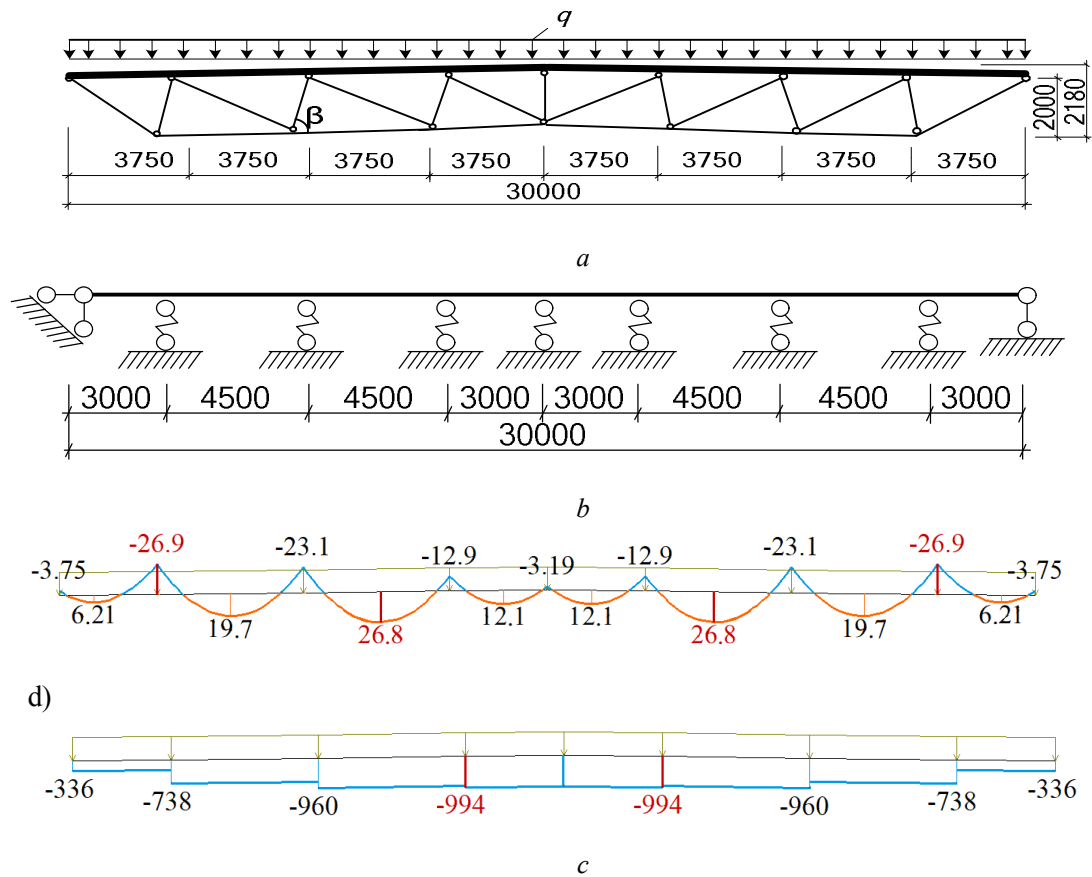 q
β
2000
2180
3750 3750 3750 3750 3750 3750 3750 3750
30000
a
3000 4500 4500 3000 3000 4500 4500 3000
30000
b
-3.75 -26.9 -23.1 -12.9 -3.19 -12.9 -23.1 -26.9 -3.75
6.21 19.7 26.8 12.1 12.1 26.8 19.7 6.21
d)
-336 -738 -960 -994 -994 -960 -738 -336
c